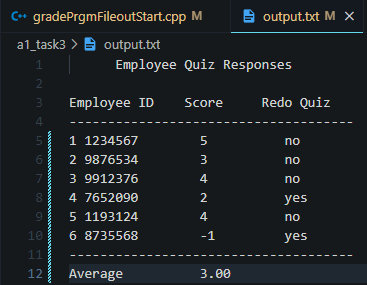 gradePrgmFileoutStart.cpp M output.txt M
a1_task3 > output.txt
1 Employee Quiz Responses
2
3 Employee ID Score Redo Quiz
4 -------------------------------------
5 1 1234567 5 no
6 2 9876534 3 no
7 3 9912376 4 no
8 4 7652090 2 yes
9 5 1193124 4 no
10 6 8735568 -1 yes
11 -------------------------------------
12 Average 3.00